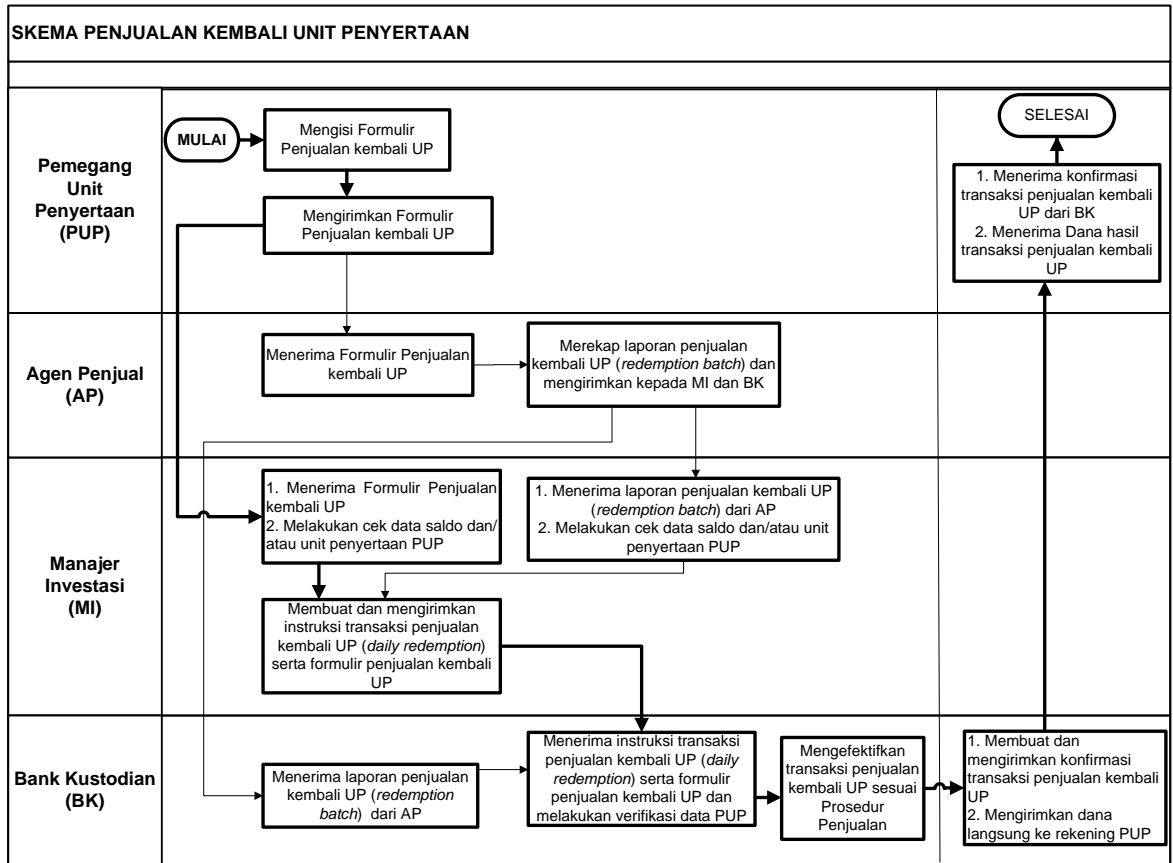 SKEMA PENJUALAN KEMBALI UNIT PENYERTAAN
Pemegang
Unit
Penyertaan
(PUP)
MULAI
Mengisi Formulir
Penjualan kembali UP
Mengirimkan Formulir
Penjualan kembali UP
SELESAI
1. Menerima konfirmasi
transaksi penjualan kembali
UP dari BK
2. Menerima Dana hasil
transaksi penjualan kembali
UP
Agen Penjual
(AP)
Menerima Formulir Penjualan
kembali UP
Merekap laporan penjualan
kembali UP (redemption batch) dan
mengirimkan kepada MI dan BK
Manajer
Investasi
(MI)
1. Menerima Formulir Penjualan
kembali UP
2. Melakukan cek data saldo dan/
atau unit penyertaan PUP
1. Menerima laporan penjualan kembali UP
(redemption batch) dari AP
2. Melakukan cek data saldo dan/atau unit
penyertaan PUP
Membuat dan mengirimkan
instruksi transaksi penjualan
kembali UP (daily redemption)
serta formulir penjualan kembali
UP
Bank Kustodian
(BK)
Menerima laporan penjualan
kembali UP (redemption
batch) dari AP
Menerima instruksi transaksi
penjualan kembali UP (daily
redemption) serta formulir
penjualan kembali UP dan
melakukan verifikasi data PUP
Mengefektifkan
transaksi penjualan
kembali UP sesuai
Prosedur
Penjualan
1. Membuat dan
mengirimkan konfirmasi
transaksi penjualan kembali
UP
2. Mengirimkan dana
langsung ke rekening PUP